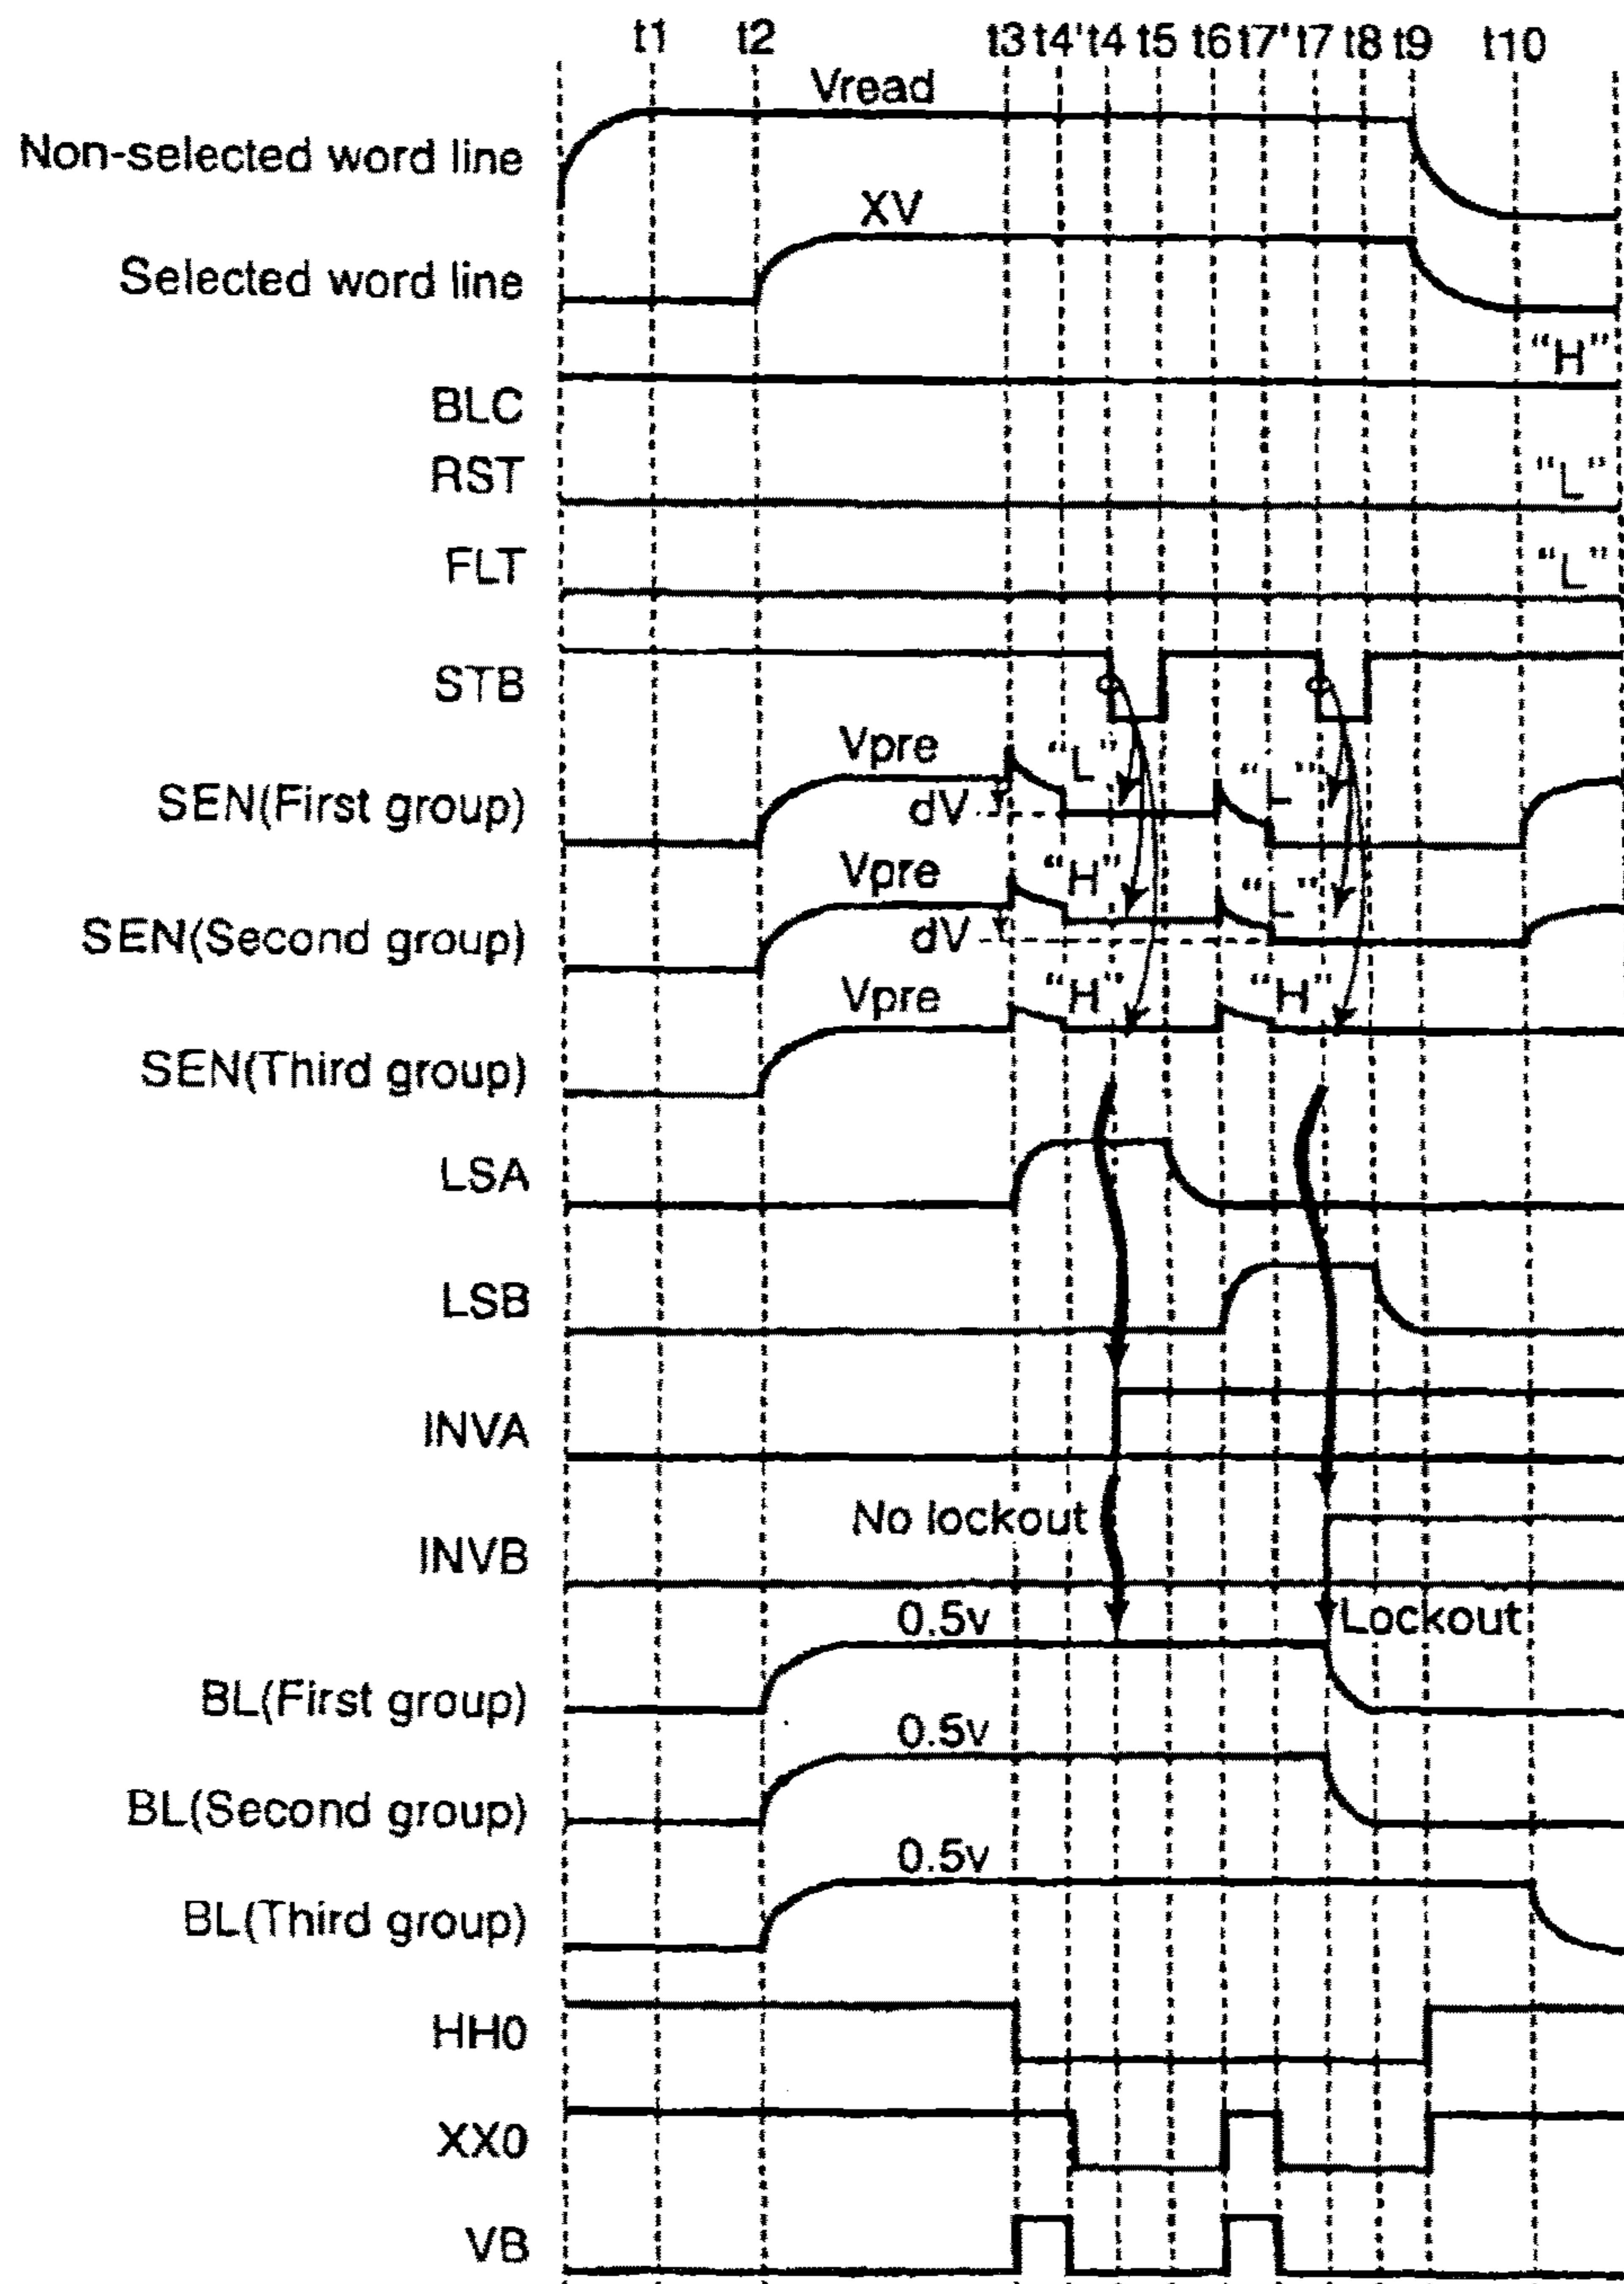 t1 t2 t3 t4' t4 t5 t6 t7' t7 t8 t9 t10
Vread
Non-selected word line
XV
Selected word line
"H"
BLC
RST "L"
FLT "L"
STB
Vpre "L" "L"
SEN(First group) dV
Vpre "H" "L"
SEN(Second group) dV
Vpre "H" "H"
SEN(Third group)
LSA
LSB
INVA
No lockout
INVB
0.5v Lockout
BL(First group)
0.5v
BL(Second group)
0.5v
BL(Third group)
HH0
XX0
VB